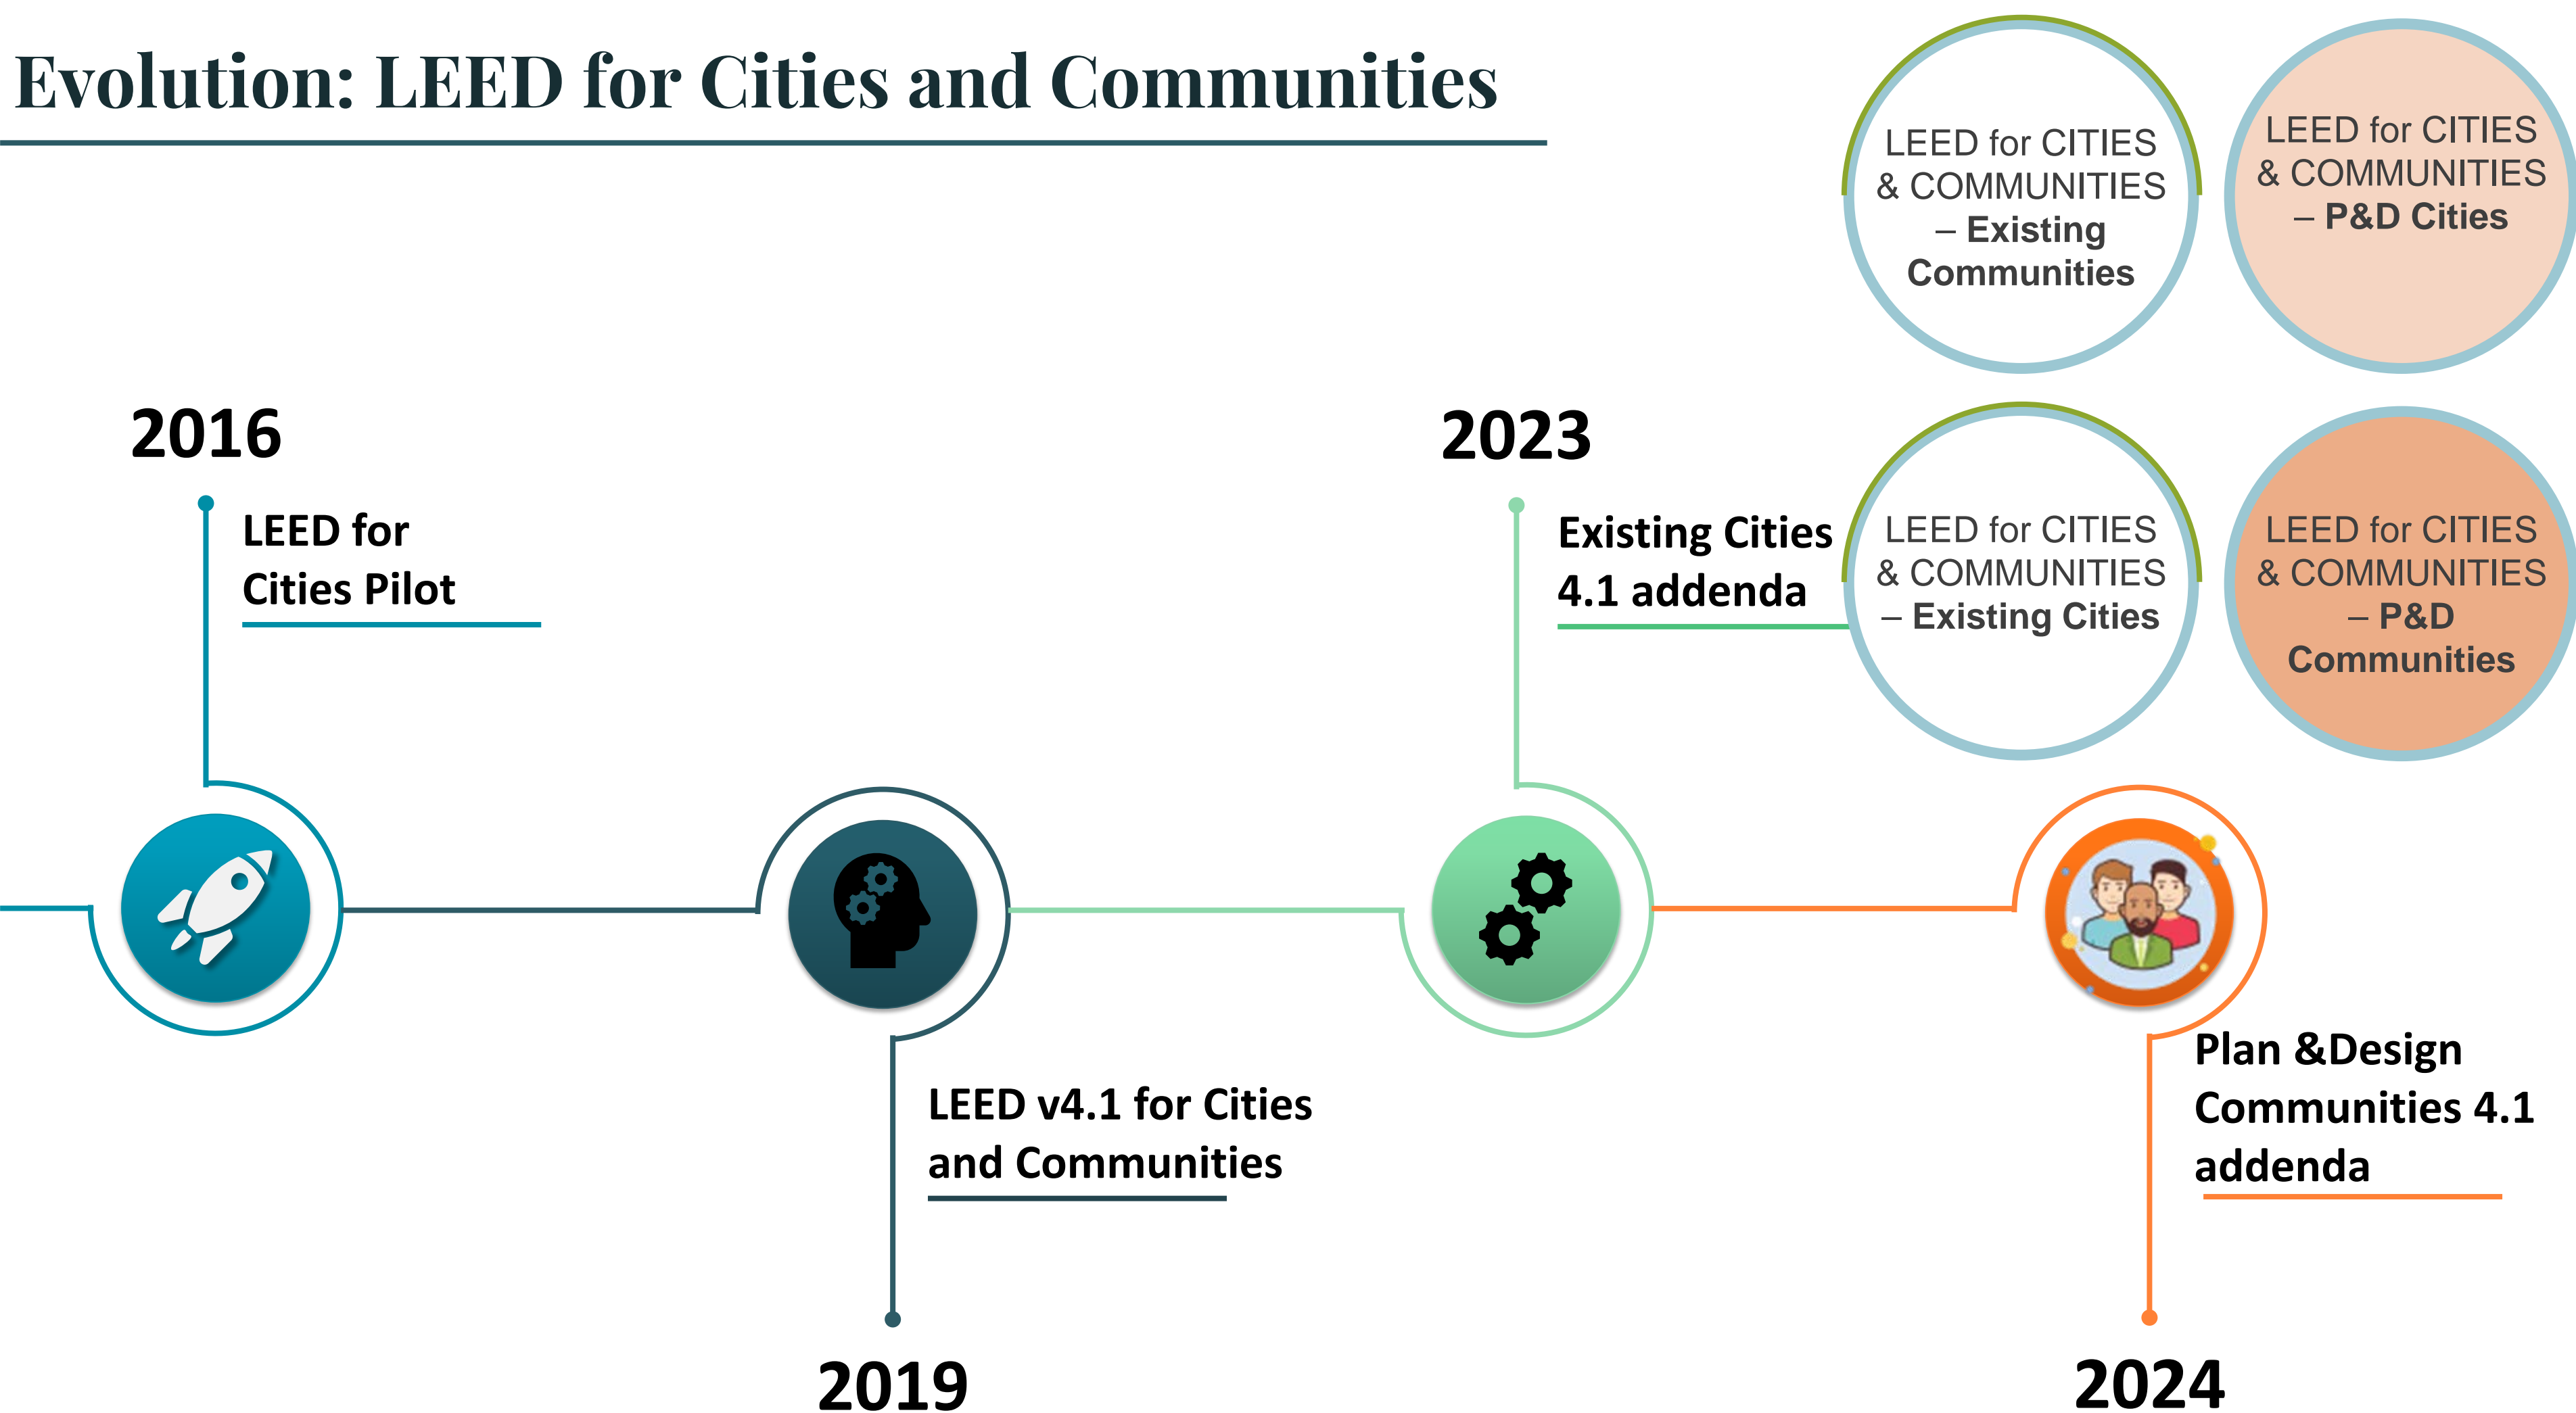 Evolution: LEED for Cities and Communities
LEED for CITIES
& COMMUNITIES
– Existing
Communities
LEED for CITIES
& COMMUNITIES
– P&D Cities
2016
LEED for
Cities Pilot
2023
Existing Cities
4.1 addenda
LEED for CITIES
& COMMUNITIES
– Existing Cities
LEED for CITIES
& COMMUNITIES
– P&D
Communities
LEED v4.1 for Cities
and Communities
2019
Plan &Design
Communities 4.1
addenda
2024